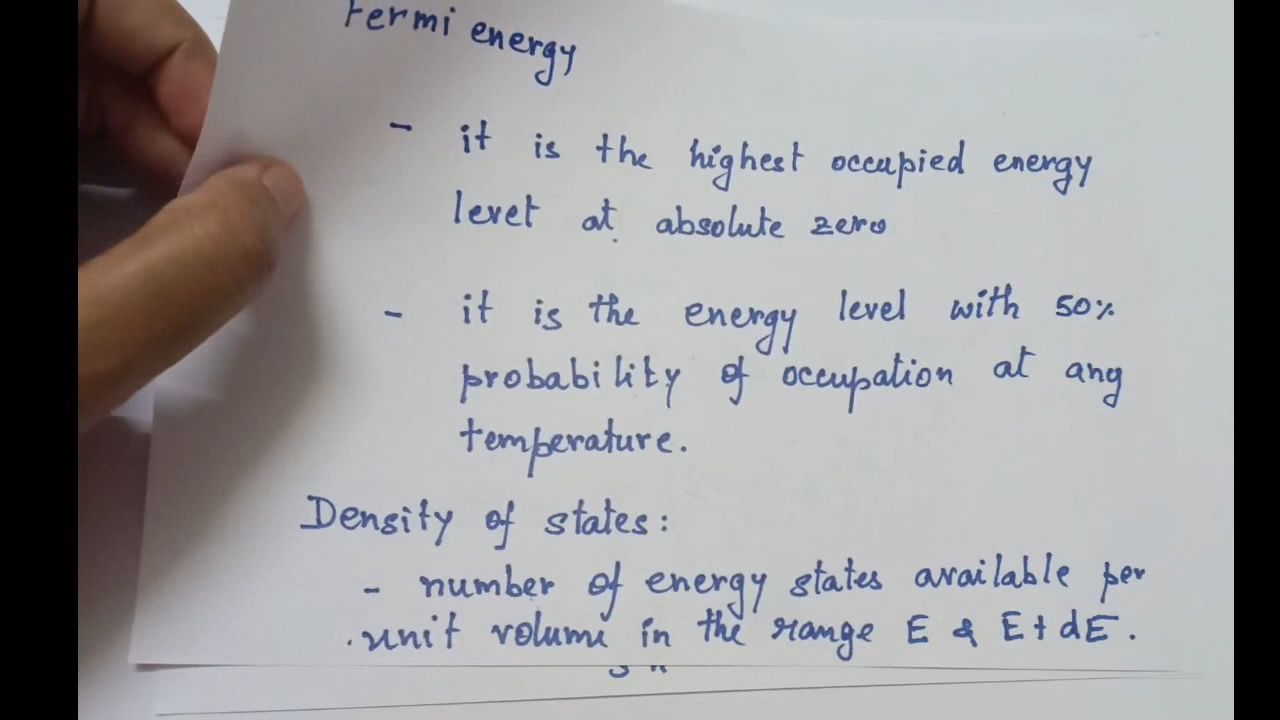 Fermi energy
- it is the highest occupied energy
level at absolute zero
- it is the energy level with 50%
probability of occupation at any
temperature.
Density of states:
- number of energy states available per
unit volume in the range E & E+dE.